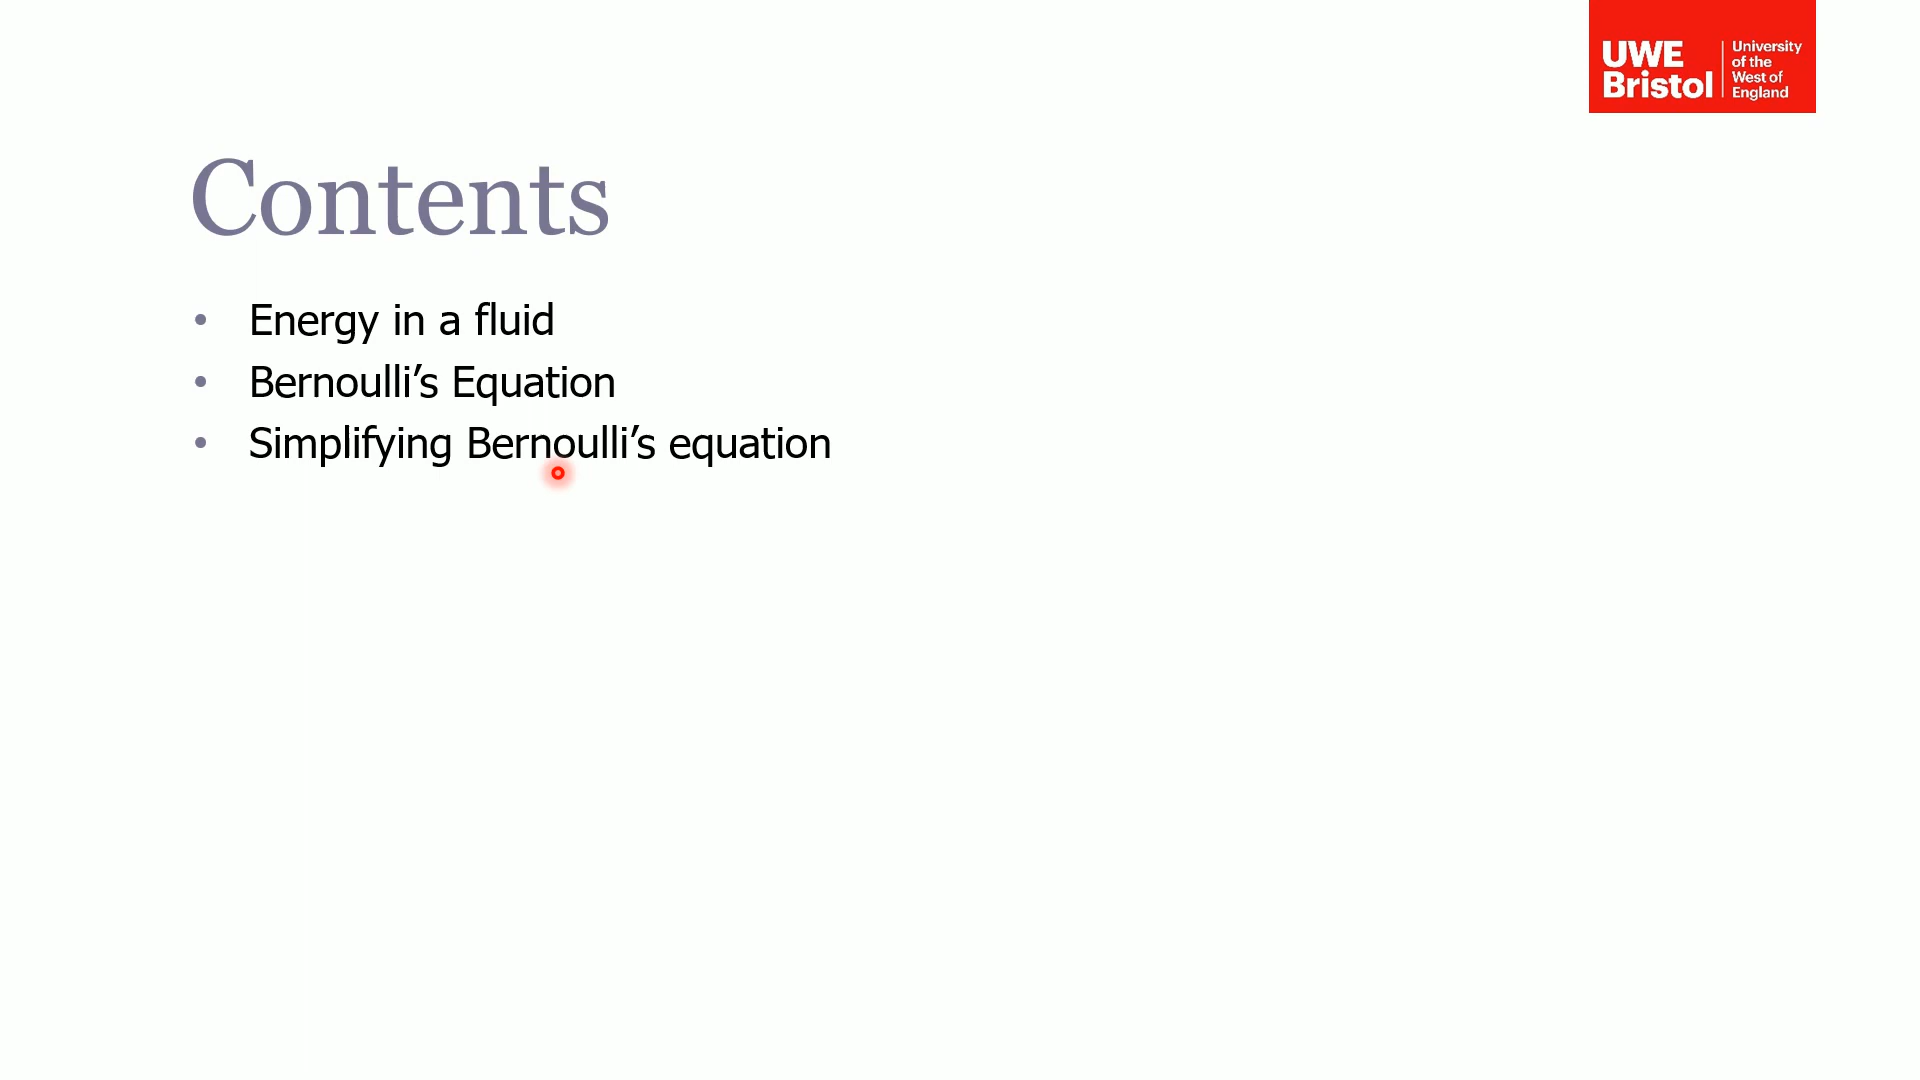 UWE
Bristol
University
of the
West of
England
Contents
• Energy in a fluid
• Bernoulli’s Equation
• Simplifying Bernoulli’s equation